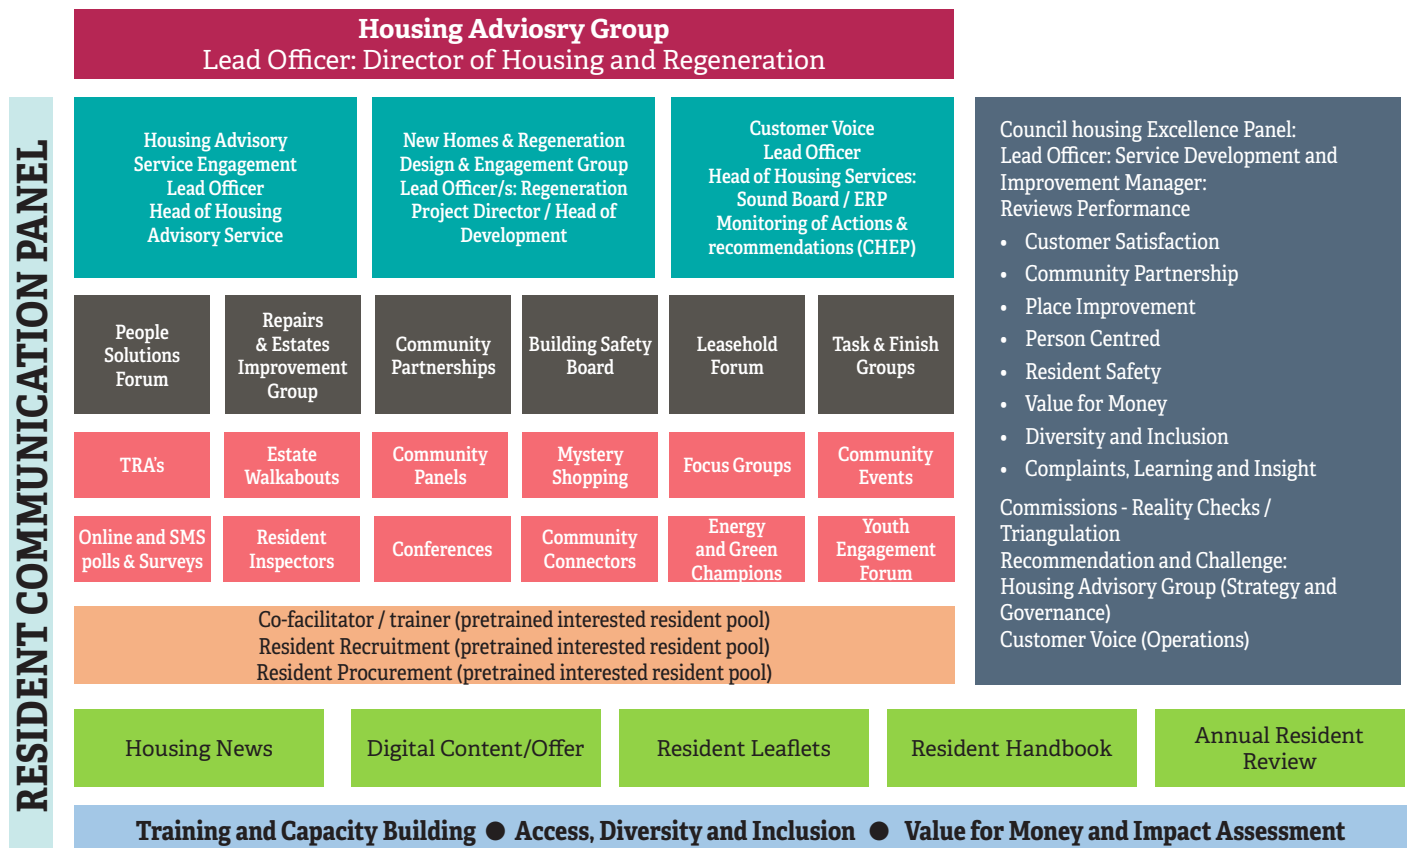 Housing Adviosry Group
Lead Officer: Director of Housing and Regeneration
RESIDENT COMMUNICATION PANEL
Housing Advisory
Service Engagement
Lead Officer
Head of Housing
Advisory Service
New Homes & Regeneration
Design & Engagement Group
Lead Officer/s: Regeneration
Project Director / Head of
Development
Customer Voice
Lead Officer
Head of Housing Services:
Sound Board / ERP
Monitoring of Actions &
recommendations (CHEP)
Council housing Excellence Panel:
Lead Officer: Service Development and
Improvement Manager:
Reviews Performance
• Customer Satisfaction
• Community Partnership
• Place Improvement
• Person Centred
• Resident Safety
• Value for Money
• Diversity and Inclusion
• Complaints, Learning and Insight
Commissions - Reality Checks /
Triangulation
Recommendation and Challenge:
Housing Advisory Group (Strategy and
Governance)
Customer Voice (Operations)
People
Solutions
Forum
Repairs
& Estates
Improvement
Group
Community
Partnerships
Building Safety
Board
Leasehold
Forum
Task & Finish
Groups
TRA's
Estate
Walkabouts
Community
Panels
Mystery
Shopping
Focus Groups
Community
Events
Online and SMS
polls & Surveys
Resident
Inspectors
Conferences
Community
Connectors
Energy
and Green
Champions
Youth
Engagement
Forum
Co-facilitator / trainer (pretrained interested resident pool)
Resident Recruitment (pretrained interested resident pool)
Resident Procurement (pretrained interested resident pool)
Housing News
Digital Content/Offer
Resident Leaflets
Resident Handbook
Annual Resident
Review
Training and Capacity Building ● Access, Diversity and Inclusion ● Value for Money and Impact Assessment